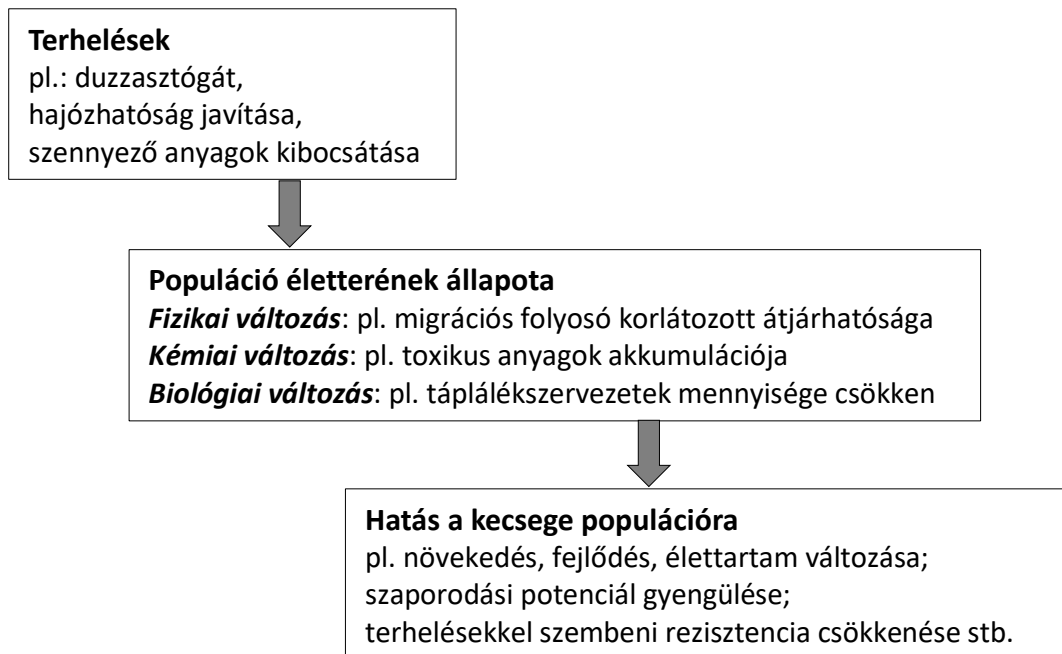 Terhelések
pl.: duzzasztógát,
hajózhatóság javítása,
szennyező anyagok kibocsátása
Populáció életterének állapota
Fizikai változás: pl. migrációs folyosó korlátozott átjárhatósága
Kémiai változás: pl. toxikus anyagok akkumulációja
Biológiai változás: pl. táplálékszervezetek mennyisége csökken
Hatás a kecsege populációra
pl. növekedés, fejlődés, élettartam változása;
szaporodási potenciál gyengülése;
terhelésekkel szembeni rezisztencia csökkenése stb.